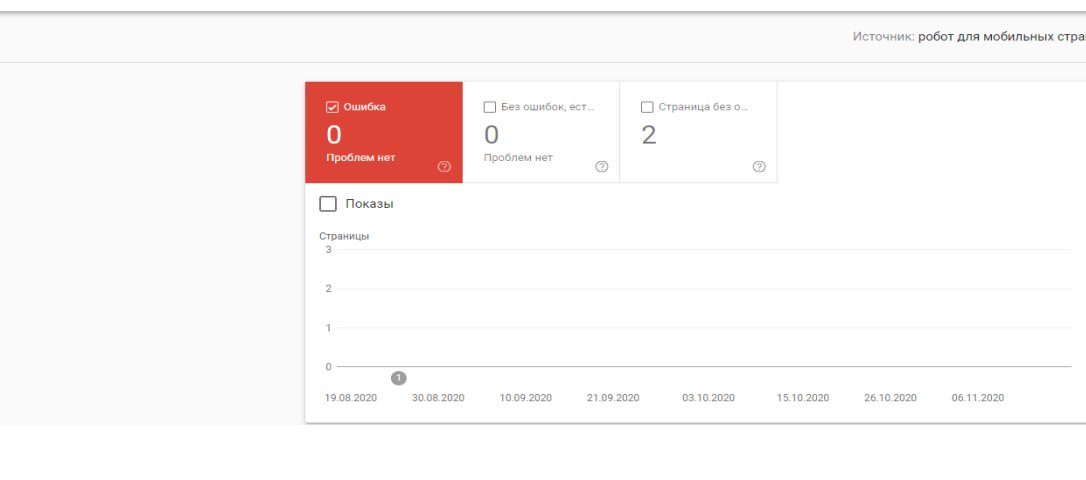 Источник: робот для мобильных стра
Ошибка
0
Проблем нет
Без ошибок, ест...
0
Проблем нет
Страница без о...
2
Показы
Страницы
3
2
1
0
1
19.08.2020 30.08.2020 10.09.2020 21.09.2020 03.10.2020 15.10.2020 26.10.2020 06.11.2020